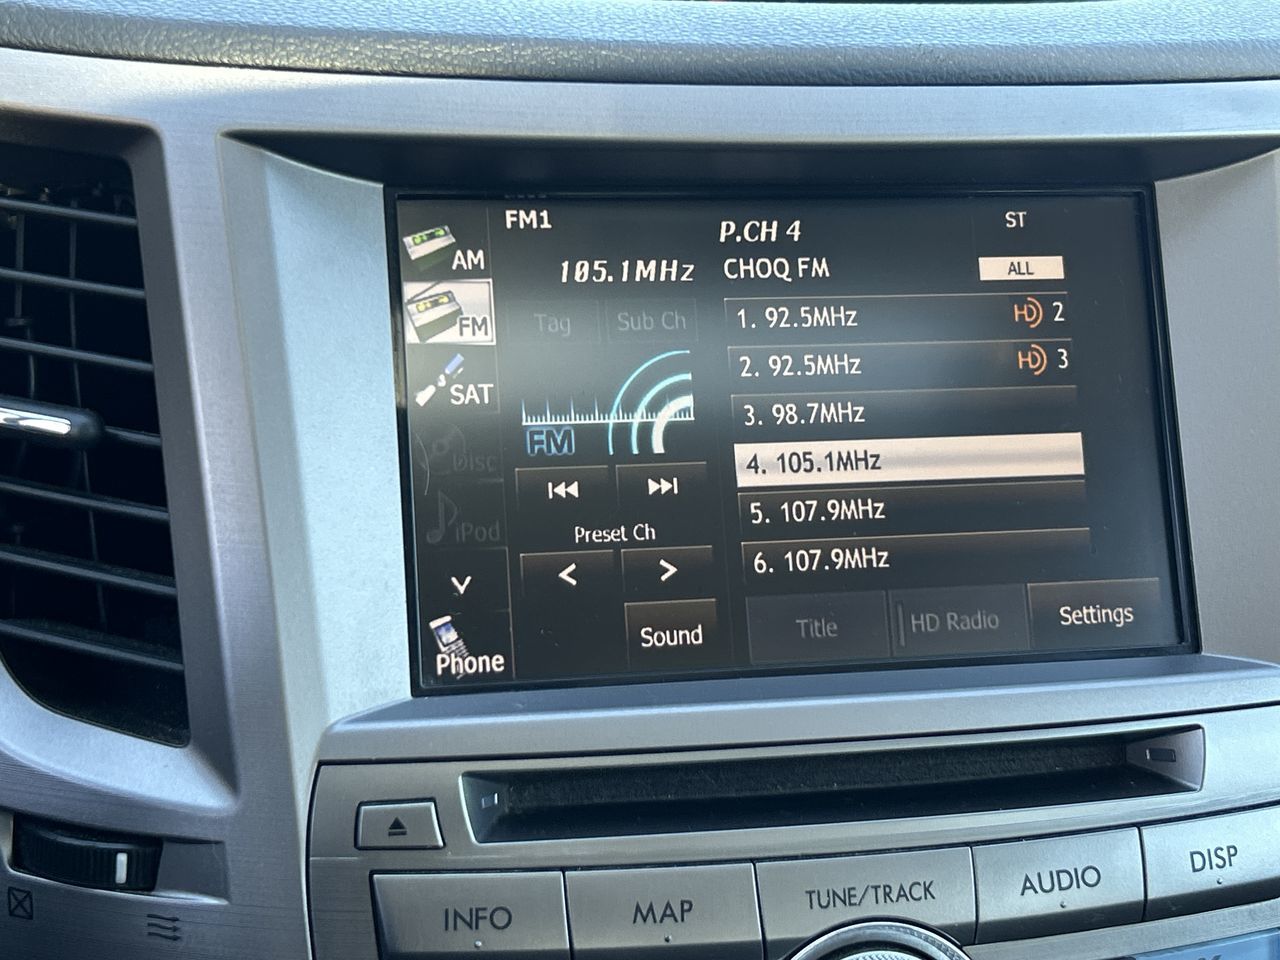 FM1
P.CH 4
ST
AM
105.1MHz
CHOQ FM
ALL
FM
Tag
Sub Ch
1. 92.5MHz
HD 2
2. 92.5MHz
HD 3
SAT
FM
3. 98.7MHz
Disc
4. 105.1MHz
iPod
Preset Ch
5. 107.9MHz
<
>
6. 107.9MHz
Phone
Sound
Title
HD Radio
Settings
INFO
MAP
TUNE/TRACK
AUDIO
DISP